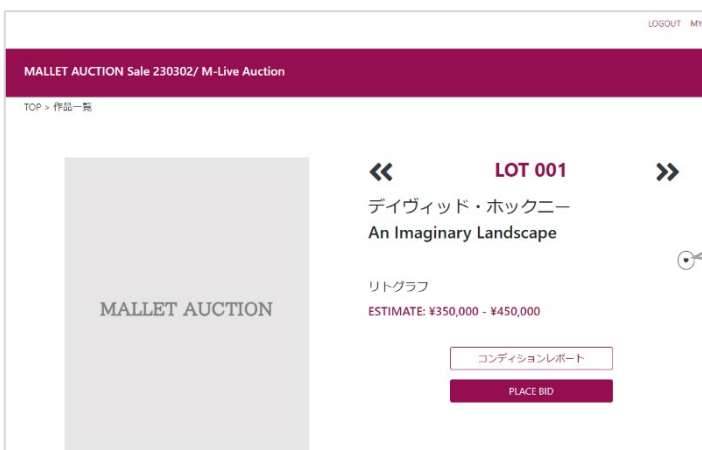 LOGOUT MY
MALLET AUCTION Sale 230302/ M-Live Auction
TOP > 作品一覧
MALLET AUCTION
LOT 001
デイヴィッド・ホックニー
An Imaginary Landscape
リトグラフ
ESTIMATE: ¥350,000 - ¥450,000
コンディションレポート
PLACE BID